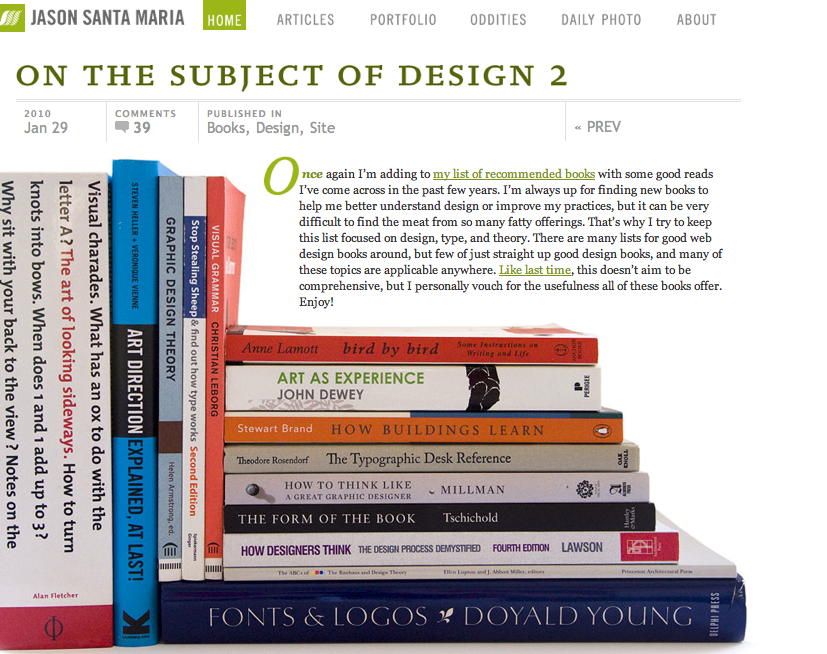 JASON SANTA MARIA
HOME
ARTICLES
PORTFOLIO
ODDITIES
DAILY PHOTO
ABOUT
ON THE SUBJECT OF DESIGN 2
2010
Jan 29
COMMENTS
39
PUBLISHED IN
Books, Design, Site
« PREV
Once again I’m adding to my list of recommended books with some good reads
I’ve come across in the past few years. I’m always up for finding new books to
help me better understand design or improve my practices, but it can be very
difficult to find the meat from so many fatty offerings. That’s why I try to keep
this list focused on design, type, and theory. There are many lists for good web
design books around, but few of just straight up good design books, and many of
these topics are applicable anywhere. Like last time, this doesn’t aim to be
comprehensive, but I personally vouch for the usefulness all of these books offer.
Enjoy!
Visual charades. What has an ox to do with the
letter A? The art of looking sideways. How to turn
knots into bows. When does 1 and 1 add up to 3?
Why sit with your back to the view? Notes on the
Alan Fletcher
STEVEN HELLER + VÉRONIQUE VIENNE
ART DIRECTION EXPLAINED, AT LAST!
GRAPHIC DESIGN THEORY
Helen Armstrong, ed.
Stop Stealing Sheep & find out how type works Second Edition
Spiekermann
Ginger
VISUAL GRAMMAR CHRISTIAN LEBORG
Anne Lamott bird by bird Some Instructions on
Writing and Life
ART AS EXPERIENCE
JOHN DEWEY
PERIGEE
Stewart Brand HOW BUILDINGS LEARN
Theodore Rosendorf The Typographic Desk Reference
OAK
KNOLL
HOW TO THINK LIKE
A GREAT GRAPHIC DESIGNER
MILLMAN
THE FORM OF THE BOOK Tschichold
Hartley
& Marks
HOW DESIGNERS THINK THE DESIGN PROCESS DEMYSTIFIED FOURTH EDITION LAWSON
The ABCs of The Bauhaus and Design Theory Ellen Lupton and J. Abbott Miller, editors Princeton Architectural Press
FONTS & LOGOS DOYALD YOUNG
DELPHI PRESS